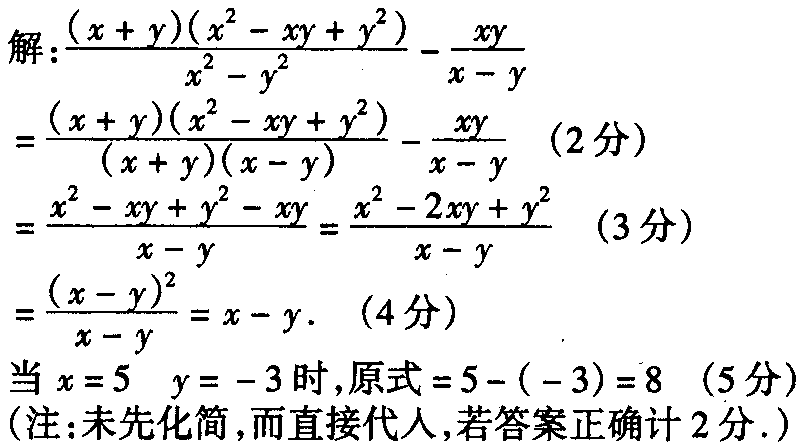 解:\frac{(x+y)(x^2-xy+y^2)}{x^2-y^2}-\frac{xy}{x-y}
=\frac{(x+y)(x^2-xy+y^2)}{(x+y)(x-y)}-\frac{xy}{x-y} (2分)
=\frac{x^2-xy+y^2-xy}{x-y}=\frac{x^2-2xy+y^2}{x-y} (3分)
=\frac{(x-y)^2}{x-y}=x-y. (4分)
当 x=5 y=-3时,原式=5-(-3)=8 (5分)
(注:未先化简,而直接代人,若答案正确计2分.)